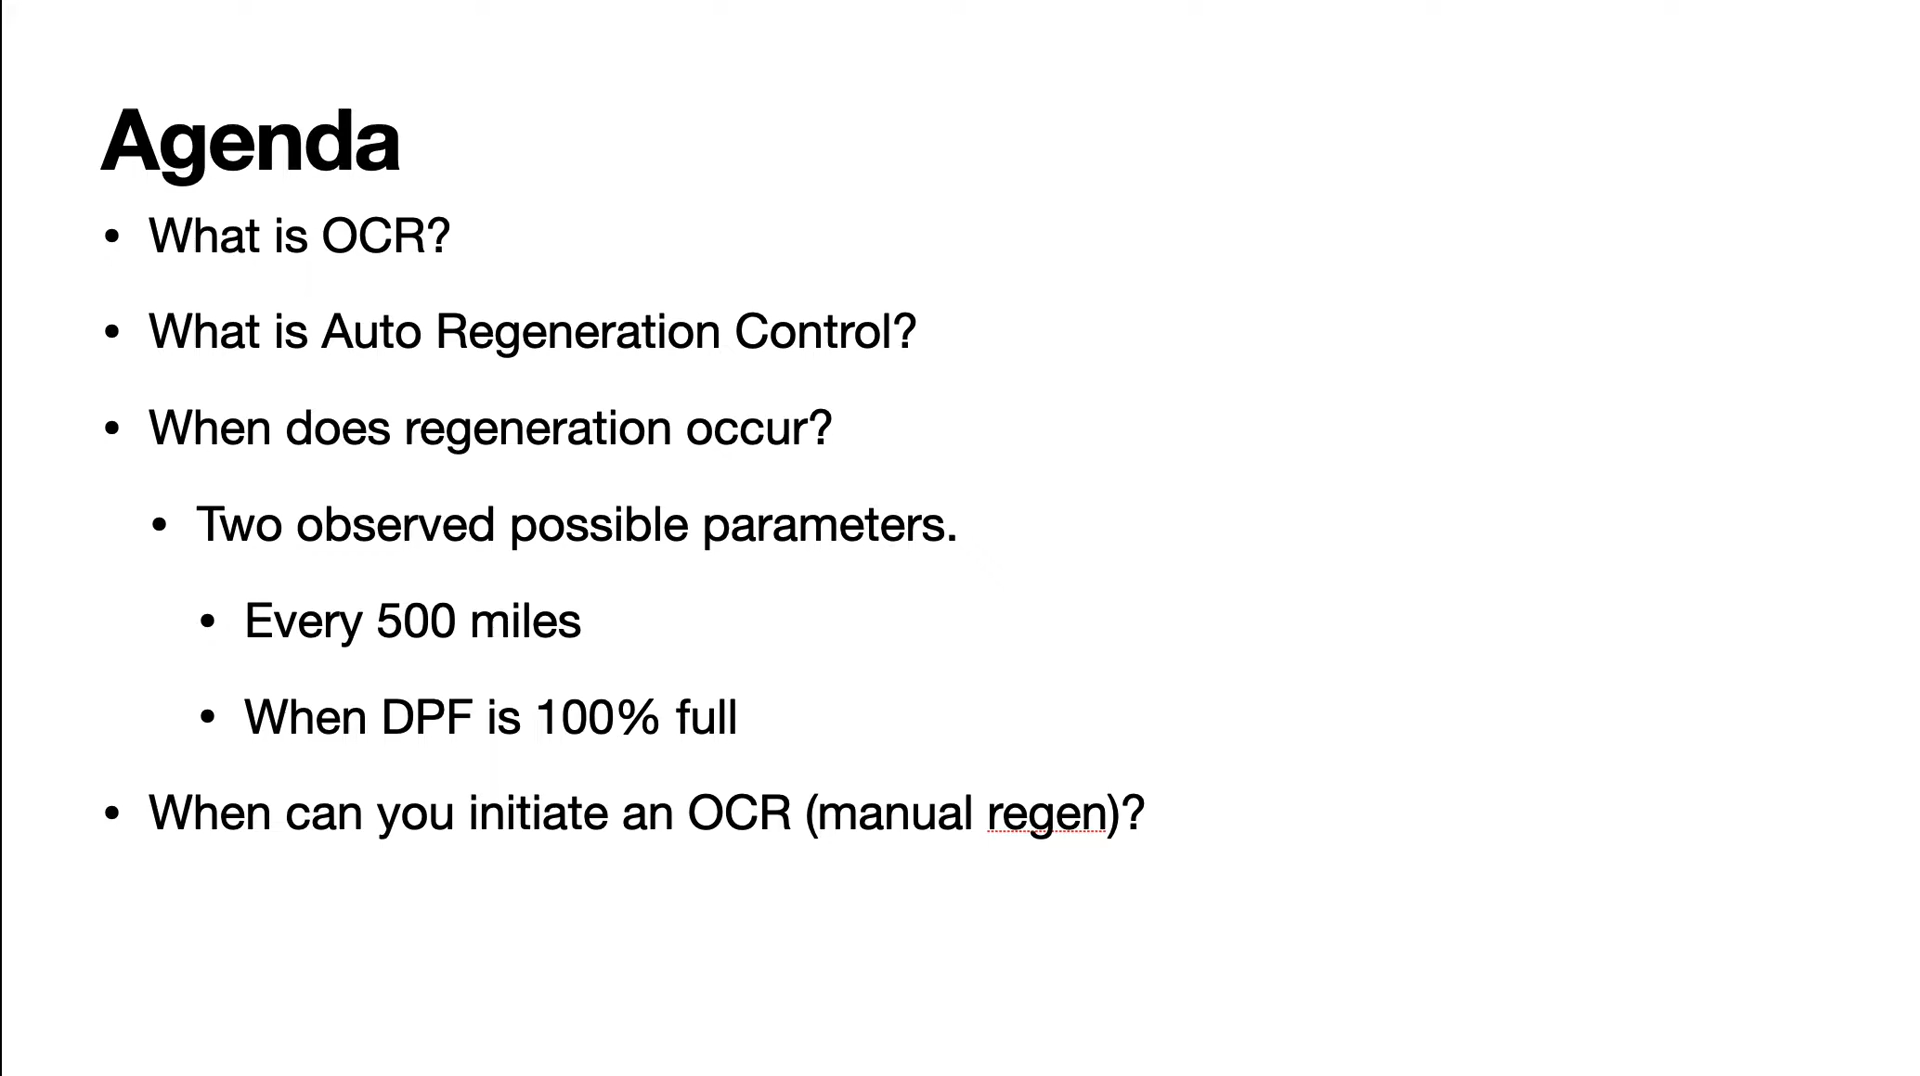 Agenda
• What is OCR?
• What is Auto Regeneration Control?
• When does regeneration occur?
• Two observed possible parameters.
• Every 500 miles
• When DPF is 100% full
• When can you initiate an OCR (manual regen)?